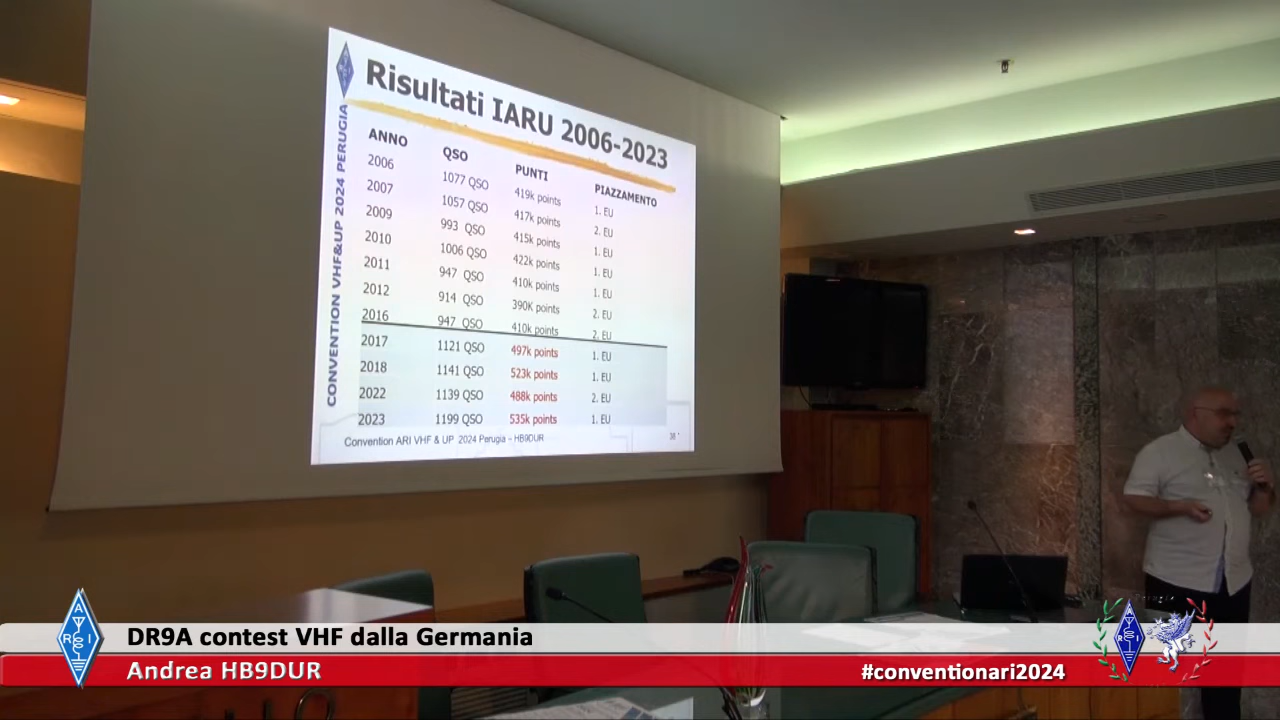 Risultati IARU 2006-2023
CONVENTION VHF&UP 2024 PERUGIA
ANNO QSO PUNTI PIAZZAMENTO
2006 1077 QSO 419k points 1. EU
2007 1057 QSO 417k points 2. EU
2009 993 QSO 415k points 1. EU
2010 1006 QSO 422k points 1. EU
2011 947 QSO 410k points 1. EU
2012 914 QSO 390K points 2. EU
2016 947 QSO 410k points 2. EU
2017 1121 QSO 497k points 1. EU
2018 1141 QSO 523k points 1. EU
2022 1139 QSO 488k points 2. EU
2023 1199 QSO 535k points 1. EU
Convention ARI VHF & UP 2024 Perugia – HB9DUR 38
DR9A contest VHF dalla Germania
Andrea HB9DUR
#conventionari2024
A R I